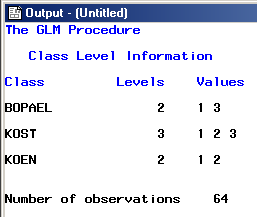 Output - (Untitled)
The GLM Procedure
Class Level Information
Class Levels Values
BOPAEL 2 1 3
KOST 3 1 2 3
KOEN 2 1 2
Number of observations 64